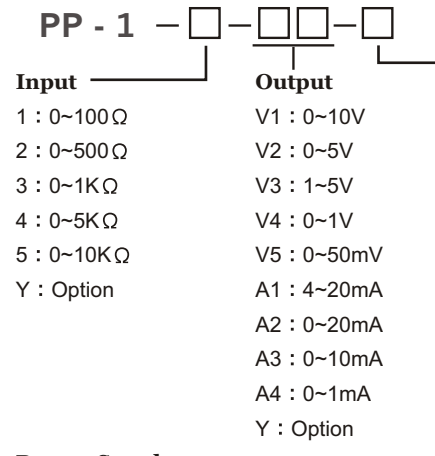 PP - 1 - □ - □□ - □
Input
1：0~100Ω
2：0~500Ω
3：0~1KΩ
4：0~5KΩ
5：0~10KΩ
Y：Option
Output
V1：0~10V
V2：0~5V
V3：1~5V
V4：0~1V
V5：0~50mV
A1：4~20mA
A2：0~20mA
A3：0~10mA
A4：0~1mA
Y：Option